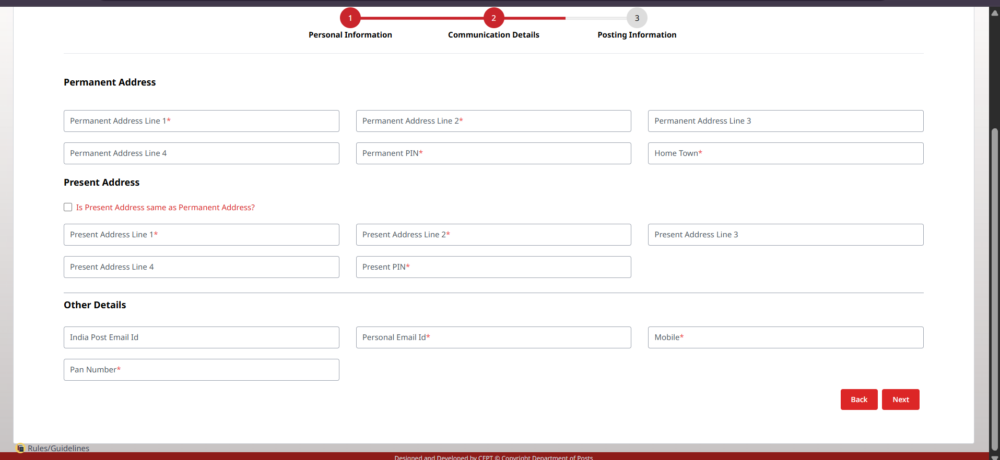 1 2 3
Personal Information Communication Details Posting Information
Permanent Address
Permanent Address Line 1* Permanent Address Line 2* Permanent Address Line 3
Permanent Address Line 4 Permanent PIN* Home Town*
Present Address
Is Present Address same as Permanent Address?
Present Address Line 1* Present Address Line 2* Present Address Line 3
Present Address Line 4 Present PIN*
Other Details
India Post Email Id Personal Email Id* Mobile*
Pan Number*
Back Next
Rules/Guidelines
Designed and Developed by CEPT © Copyright Department of Posts